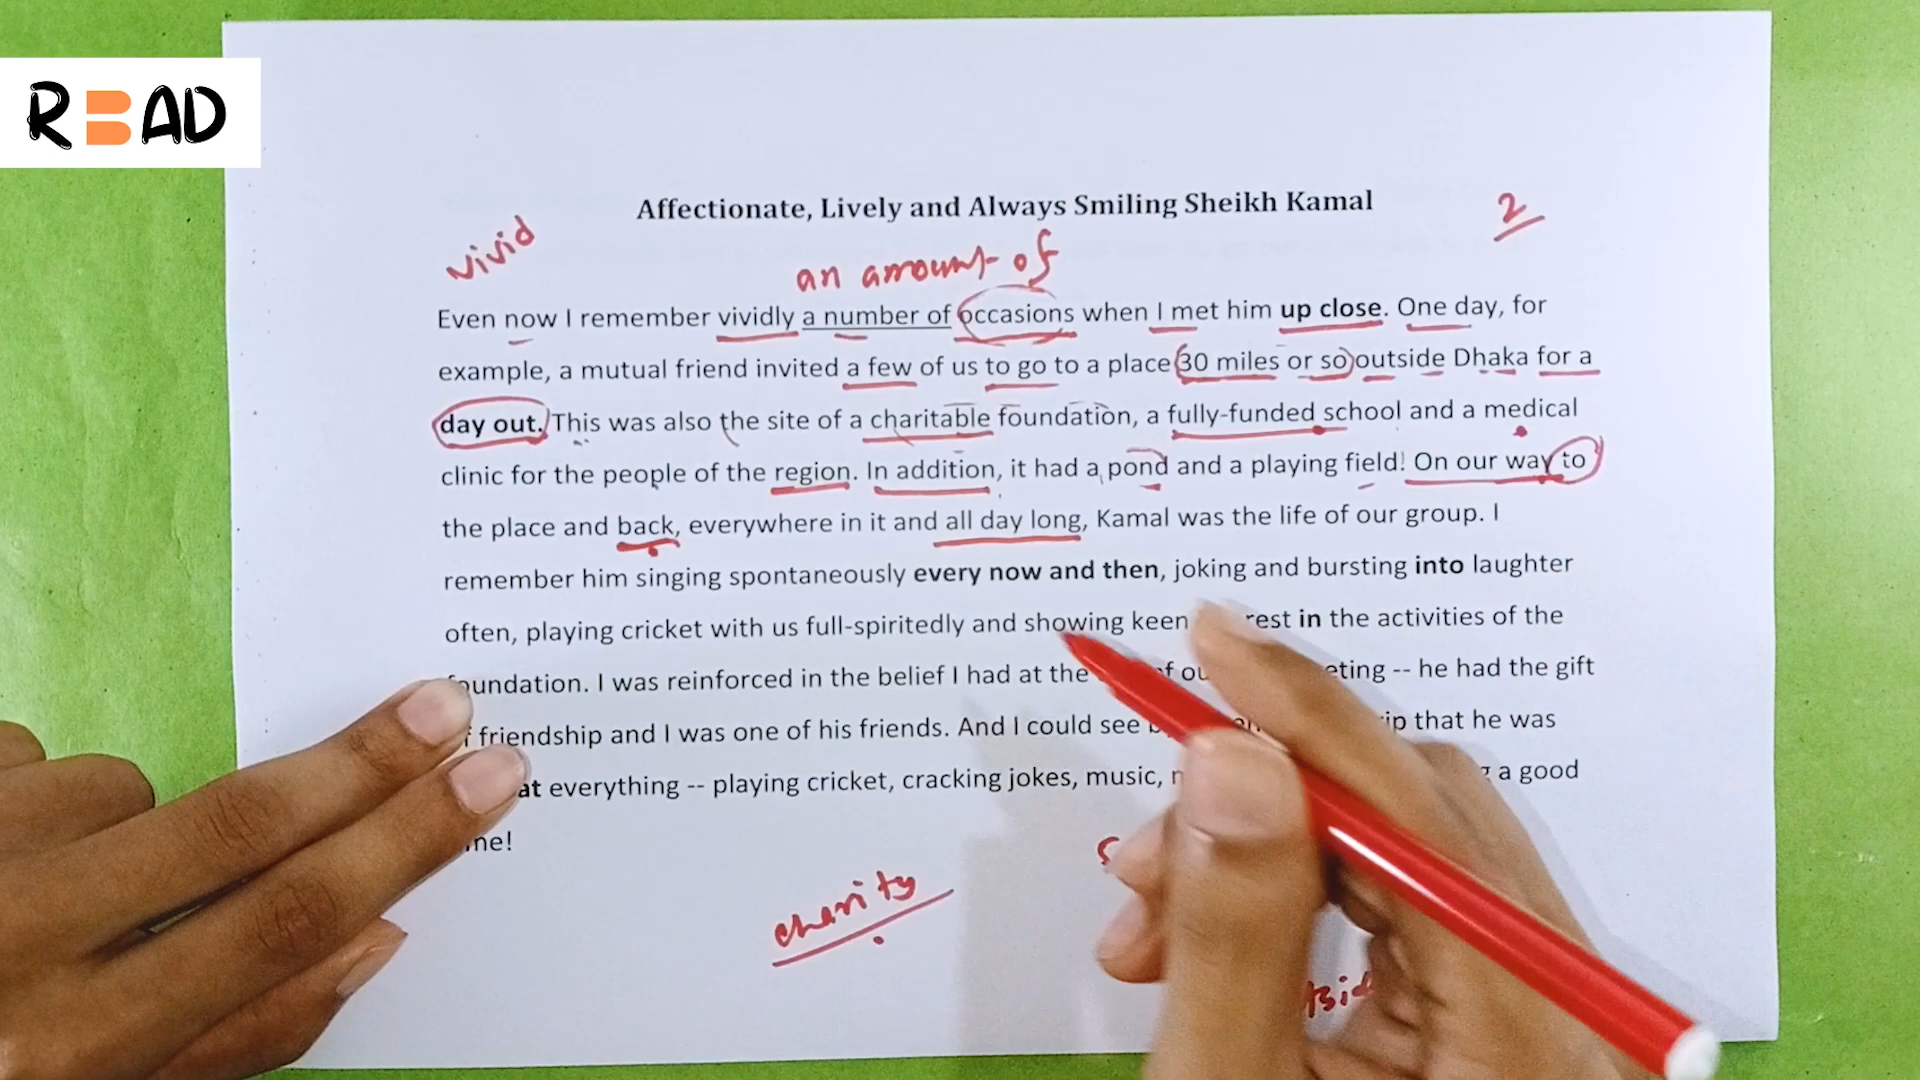 READ
Affectionate, Lively and Always Smiling Sheikh Kamal
2
vivid
an amount of
Even now I remember vividly a number of occasions when I met him up close. One day, for
example, a mutual friend invited a few of us to go to a place 30 miles or so outside Dhaka for a
day out. This was also the site of a charitable foundation, a fully-funded school and a medical
clinic for the people of the region. In addition, it had a pond and a playing field! On our way to
the place and back, everywhere in it and all day long, Kamal was the life of our group. I
remember him singing spontaneously every now and then, joking and bursting into laughter
often, playing cricket with us full-spiritedly and showing keen in the activities of the
foundation. I was reinforced in the belief I had at the he had the gift
friendship and I was one of his friends. And I could see that he was
at everything -- playing cricket, cracking jokes, music, a good
charity